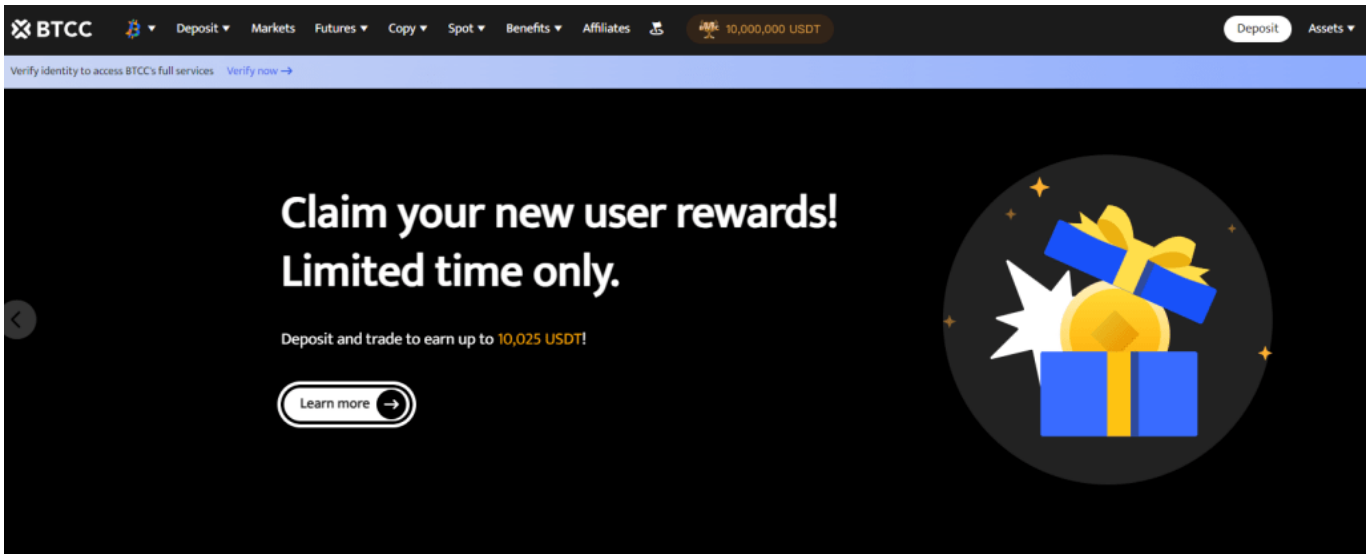 BTCC Deposit Markets Futures Copy Spot Benefits Affiliates 10,000,000 USDT Deposit Assets
Verify identity to access BTCC's full services Verify now →
Claim your new user rewards!
Limited time only.
Deposit and trade to earn up to 10,025 USDT!
Learn more →